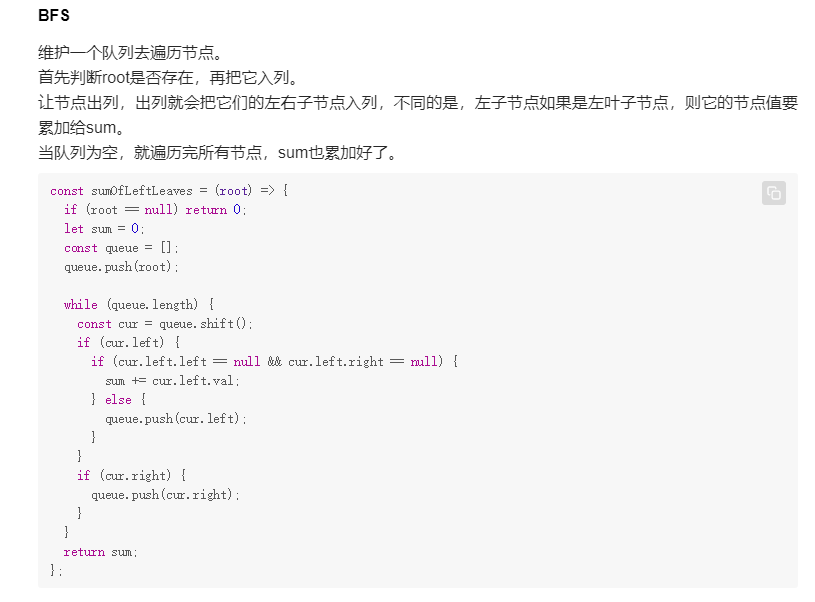 BFS
维护一个队列去遍历节点。
首先判断root是否存在，再把它入列。
让节点出列，出列就会把它们的左右子节点入列，不同的是，左子节点如果是左叶子节点，则它的节点值要
累加给sum。
当队列为空，就遍历完所有节点，sum也累加好了。
const sumOfLeftLeaves = (root) => {
  if (root == null) return 0;
  let sum = 0;
  const queue = [];
  queue.push(root);

  while (queue.length) {
    const cur = queue.shift();
    if (cur.left) {
      if (cur.left.left == null && cur.left.right == null) {
        sum += cur.left.val;
      } else {
        queue.push(cur.left);
      }
    }
    if (cur.right) {
      queue.push(cur.right);
    }
  }
  return sum;
};